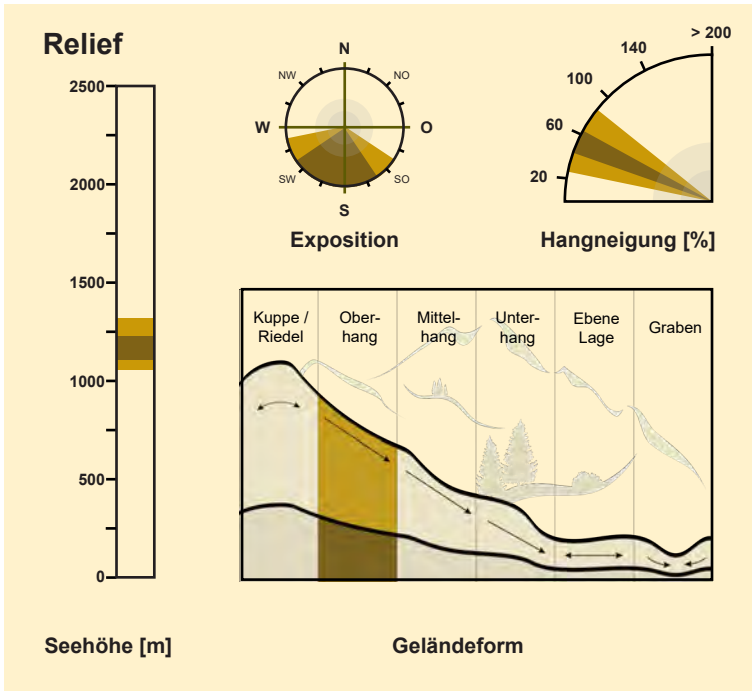 Relief
2500
2000
1500
1000
500
0
Seehöhe [m]
N
NW
NO
W
O
SW
SO
S
Exposition
> 200
140
100
60
20
Hangneigung [%]
Kuppe /
Riedel
Ober-
hang
Mittel-
hang
Unter-
hang
Ebene
Lage
Graben
Geländeform